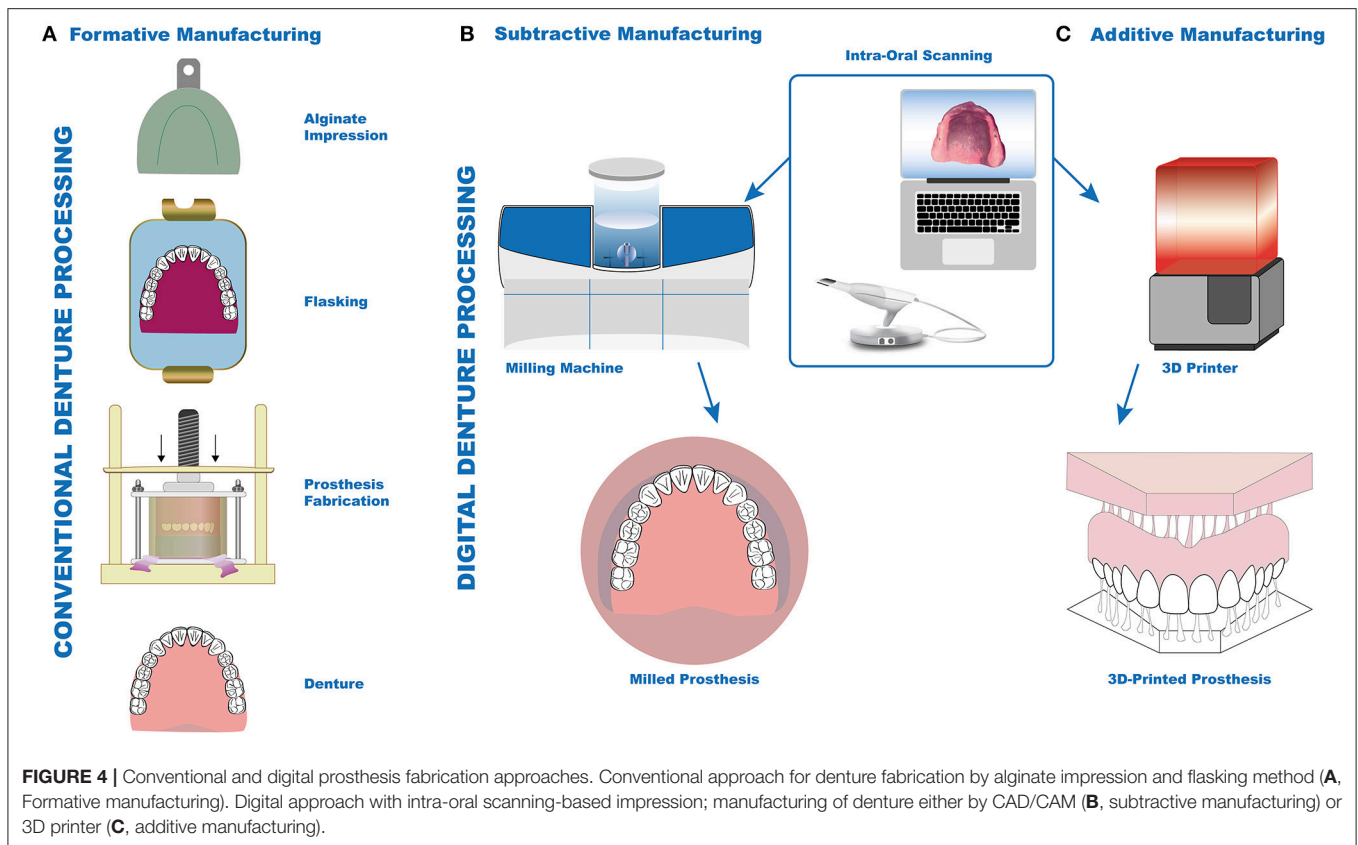 A Formative Manufacturing
CONVENTIONAL DENTURE PROCESSING
Alginate
Impression
Flasking
Prosthesis
Fabrication
Denture
B Subtractive Manufacturing
DIGITAL DENTURE PROCESSING
Intra-Oral Scanning
Milling Machine
Milled Prosthesis
C Additive Manufacturing
3D Printer
3D-Printed Prosthesis
FIGURE 4 | Conventional and digital prosthesis fabrication approaches. Conventional approach for denture fabrication by alginate impression and flasking method (A,
Formative manufacturing). Digital approach with intra-oral scanning-based impression; manufacturing of denture either by CAD/CAM (B, subtractive manufacturing) or
3D printer (C, additive manufacturing).